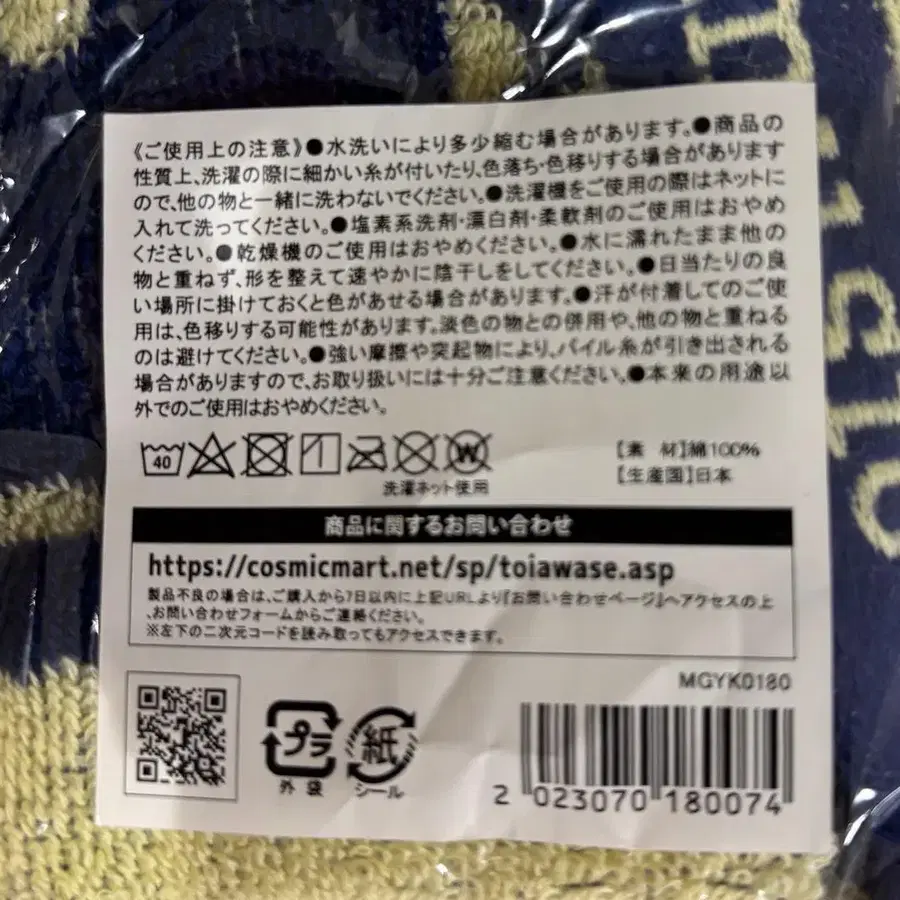 《ご使用上の注意》●水洗いにより多少縮む場合があります。●商品の
性質上、洗濯の際に細かい糸が付いたり、色落ち・色移りする場合があります
ので、他の物と一緒に洗わないでください。●洗濯機をご使用の際はネットに
入れて洗ってください。●塩素系洗剤・漂白剤・柔軟剤のご使用はおやめ
ください。●乾燥機のご使用はおやめください。●水に濡れたまま他の
物と重ねず、形を整えて速やかに陰干しをしてください。●日当たりの良
い場所に掛けておくと色があせる場合があります。●汗が付着してのご使
用は、色移りする可能性があります。淡色の物との併用や、他の物と重ねる
のは避けてください。●強い摩擦や突起物により、パイル糸が引き出される
場合がありますので、お取り扱いには十分ご注意ください。●本来の用途以
外でのご使用はおやめください。
40
W
洗濯ネット使用
【素 材】綿100%
【生産国】日本
商品に関するお問い合わせ
https://cosmicmart.net/sp/toiawase.asp
製品不良の場合は、ご購入から7日以内に上記URLより『お問い合わせページ』へアクセスの上
、お問い合わせフォームからご連絡ください。
※左下の二次元コードを読み取ってもアクセスできます。
MGYK0180
プラ
外袋
紙
シール
2 023070 180074